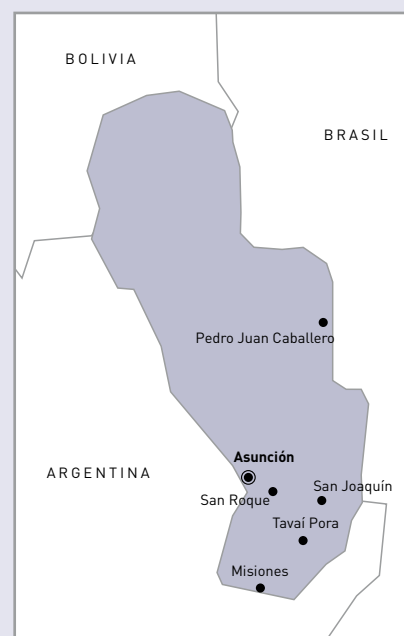 BOLIVIA
BRASIL
Pedro Juan Caballero
Asunción
ARGENTINA
San Joaquín
San Roque
Tavaí Pora
Misiones